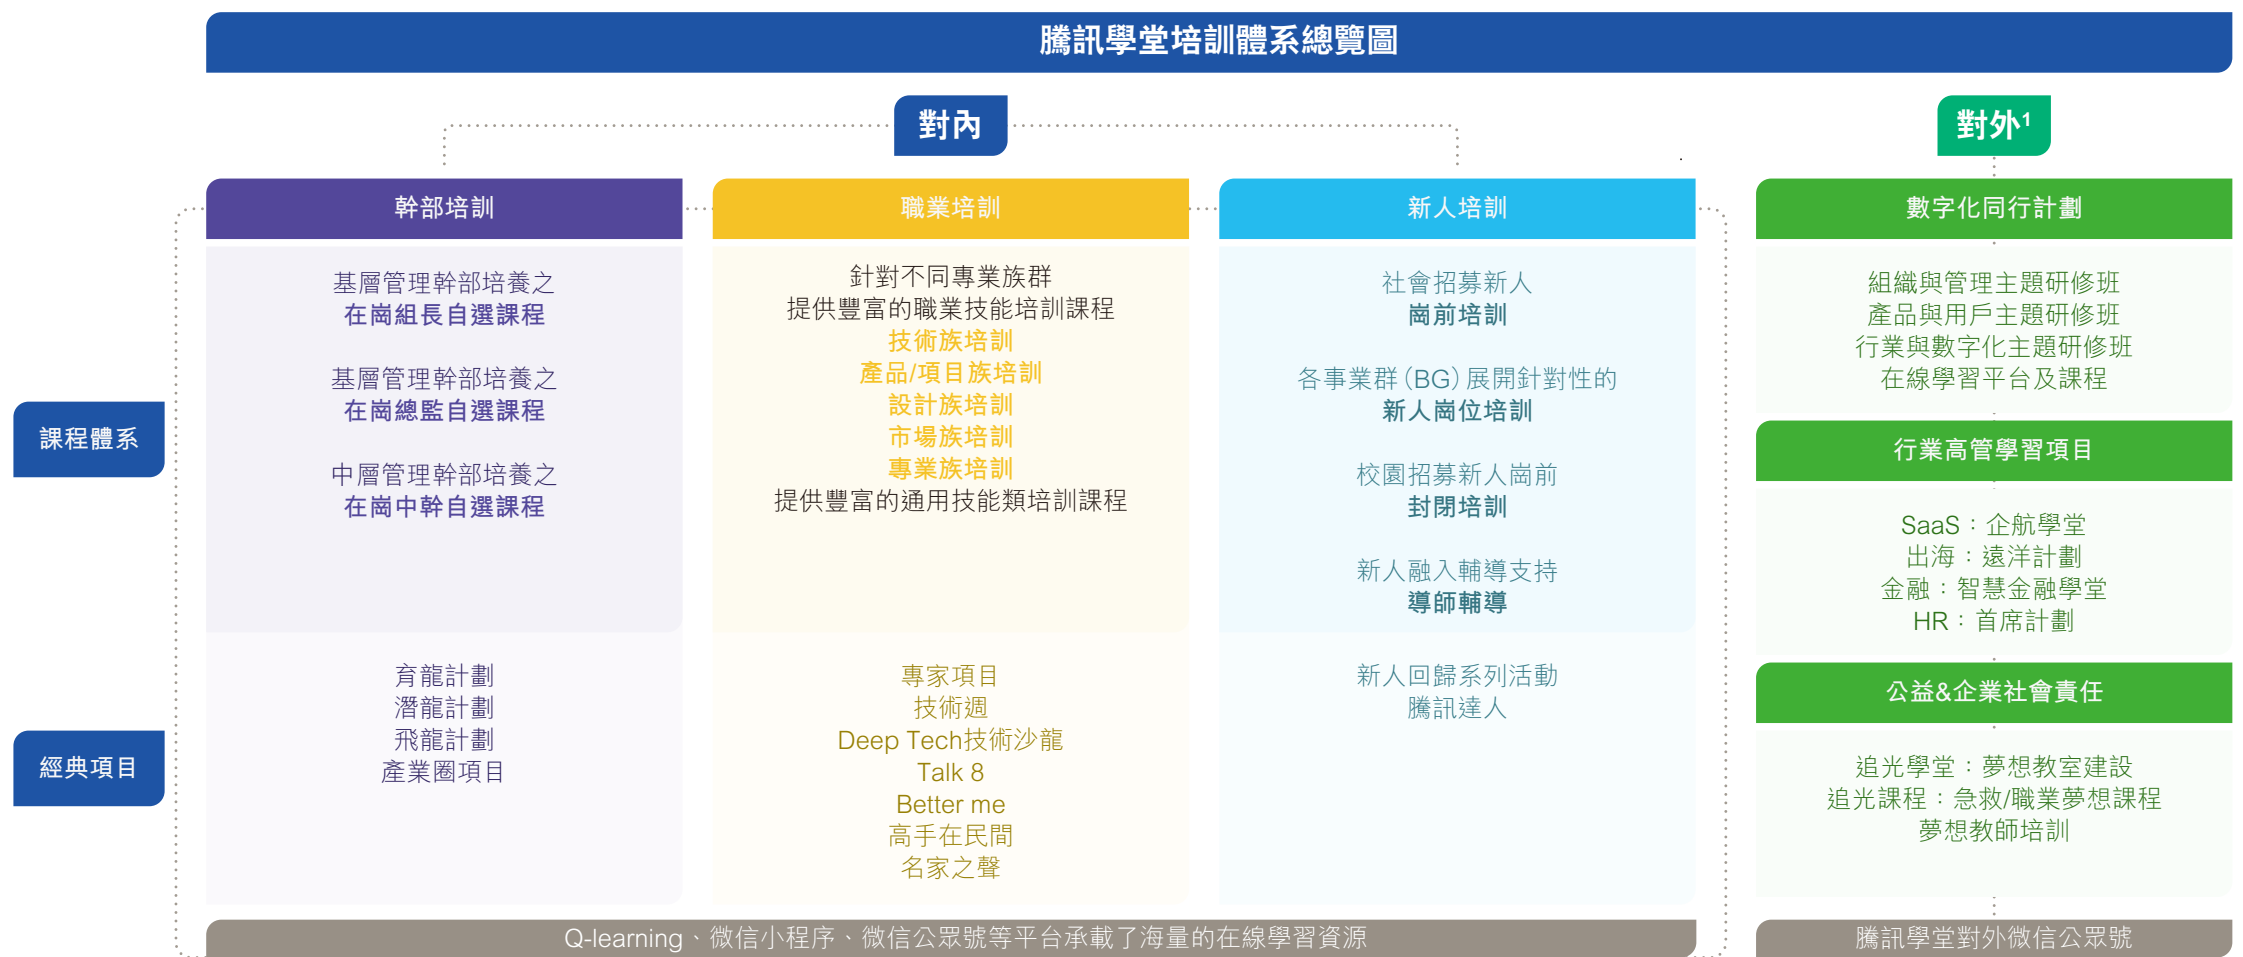 騰訊學堂培訓體系總覽圖
對內
對外¹
課程體系
經典項目
幹部培訓
基層管理幹部培養之
在崗組長自選課程
基層管理幹部培養之
在崗總監自選課程
中層管理幹部培養之
在崗中幹自選課程
育龍計劃
潛龍計劃
飛龍計劃
產業圈項目
職業培訓
針對不同專業族群
提供豐富的職業技能培訓課程
技術族培訓
產品/項目族培訓
設計族培訓
市場族培訓
專業族培訓
提供豐富的通用技能類培訓課程
專家項目
技術週
Deep Tech技術沙龍
Talk 8
Better me
高手在民間
名家之聲
新人培訓
社會招募新人
崗前培訓
各事業群（BG）展開針對性的
新人崗位培訓
校園招募新人崗前
封閉培訓
新人融入輔導支持
導師輔導
新人回歸系列活動
騰訊達人
Q-learning、微信小程序、微信公眾號等平台承載了海量的在線學習資源
數字化同行計劃
組織與管理主題研修班
產品與用戶主題研修班
行業與數字化主題研修班
在線學習平台及課程
行業高管學習項目
SaaS：企航學堂
出海：遠洋計劃
金融：智慧金融學堂
HR：首席計劃
公益&企業社會責任
追光學堂：夢想教室建設
追光課程：急救/職業夢想課程
夢想教師培訓
騰訊學堂對外微信公眾號